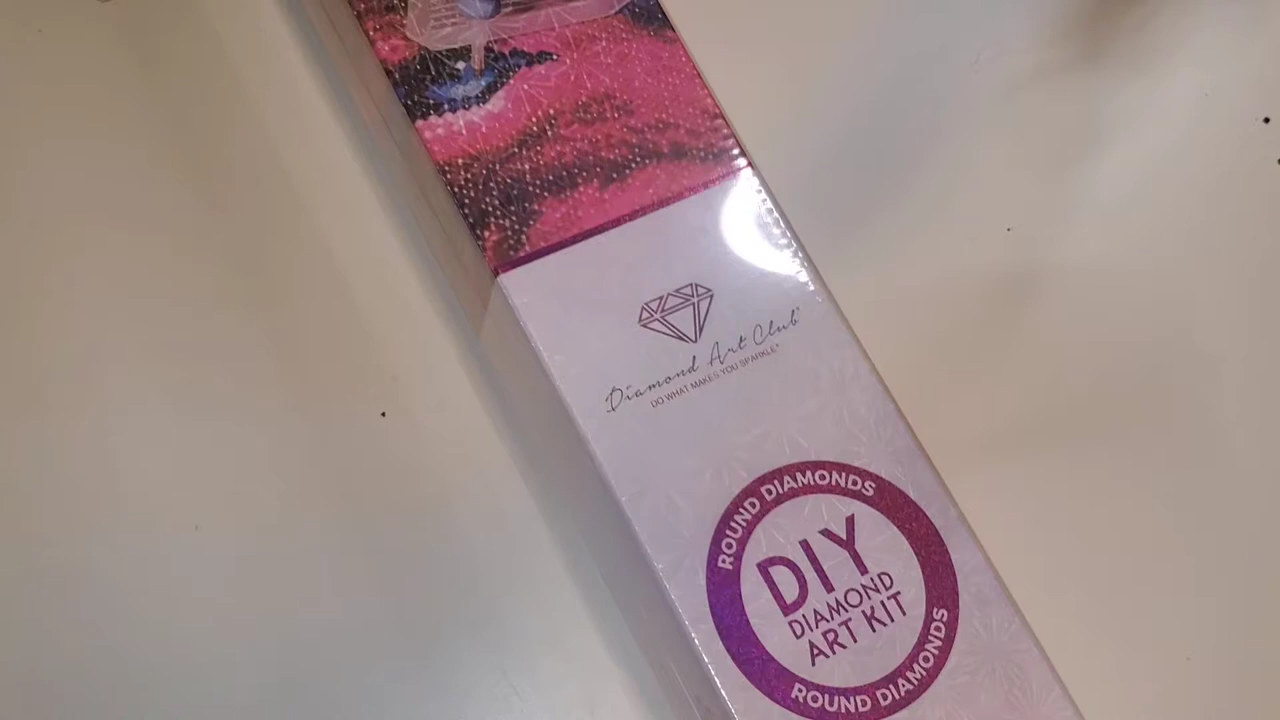 Diamond Art Club
DO WHAT MAKES YOU SPARKLE
ROUND DIAMONDS
DIY
DIAMOND
ART KIT
ROUND DIAMONDS